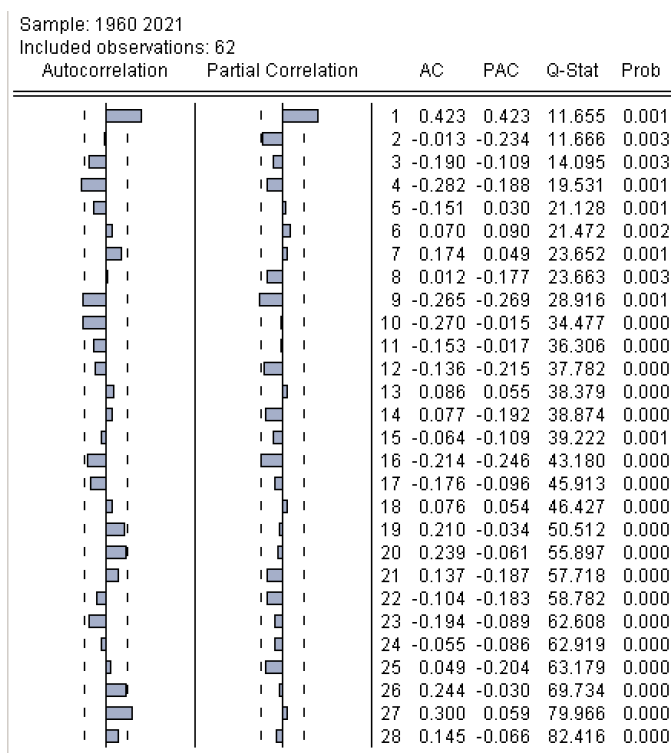 Sample: 1960 2021
Included observations: 62
Autocorrelation Partial Correlation AC PAC Q-Stat Prob
1 0.423 0.423 11.655 0.001
2 -0.013 -0.234 11.666 0.003
3 -0.190 -0.109 14.095 0.003
4 -0.282 -0.188 19.531 0.001
5 -0.151 0.030 21.128 0.001
6 0.070 0.090 21.472 0.002
7 0.174 0.049 23.652 0.001
8 0.012 -0.177 23.663 0.003
9 -0.265 -0.269 28.916 0.001
10 -0.270 -0.015 34.477 0.000
11 -0.153 -0.017 36.306 0.000
12 -0.136 -0.215 37.782 0.000
13 0.086 0.055 38.379 0.000
14 0.077 -0.192 38.874 0.000
15 -0.064 -0.109 39.222 0.001
16 -0.214 -0.246 43.180 0.000
17 -0.176 -0.096 45.913 0.000
18 0.076 0.054 46.427 0.000
19 0.210 -0.034 50.512 0.000
20 0.239 -0.061 55.897 0.000
21 0.137 -0.187 57.718 0.000
22 -0.104 -0.183 58.782 0.000
23 -0.194 -0.089 62.608 0.000
24 -0.055 -0.086 62.919 0.000
25 0.049 -0.204 63.179 0.000
26 0.244 -0.030 69.734 0.000
27 0.300 0.059 79.966 0.000
28 0.145 -0.066 82.416 0.000